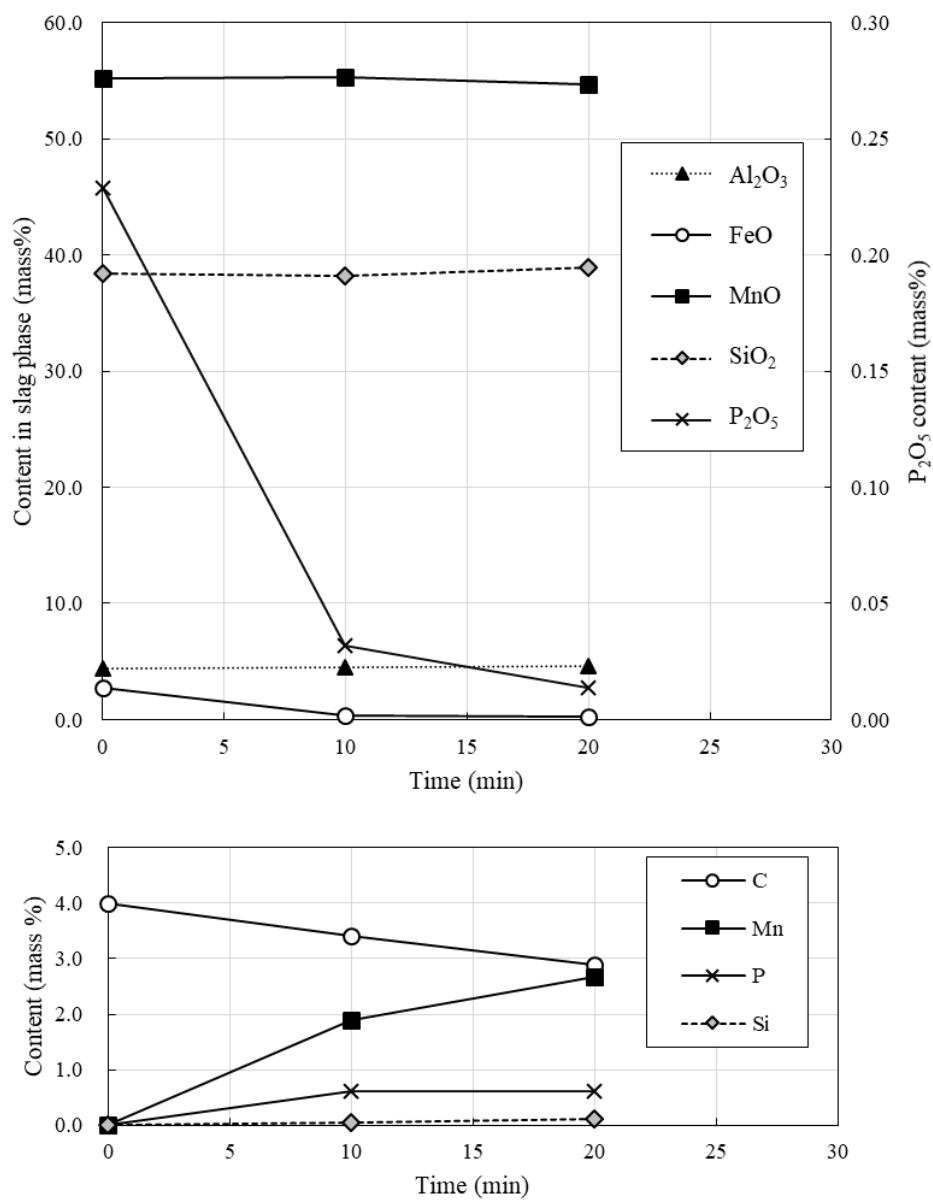 60.0
50.0
40.0
30.0
20.0
10.0
0.0
Content in slag phase (mass%)
0.30
0.25
0.20
0.15
0.10
0.05
0.00
P₂O₅ content (mass%)
Al₂O₃
FeO
MnO
SiO₂
P₂O₅
0 5 10 15 20 25 30
Time (min)
5.0
4.0
3.0
2.0
1.0
0.0
Content (mass %)
C
Mn
P
Si
0 5 10 15 20 25 30
Time (min)